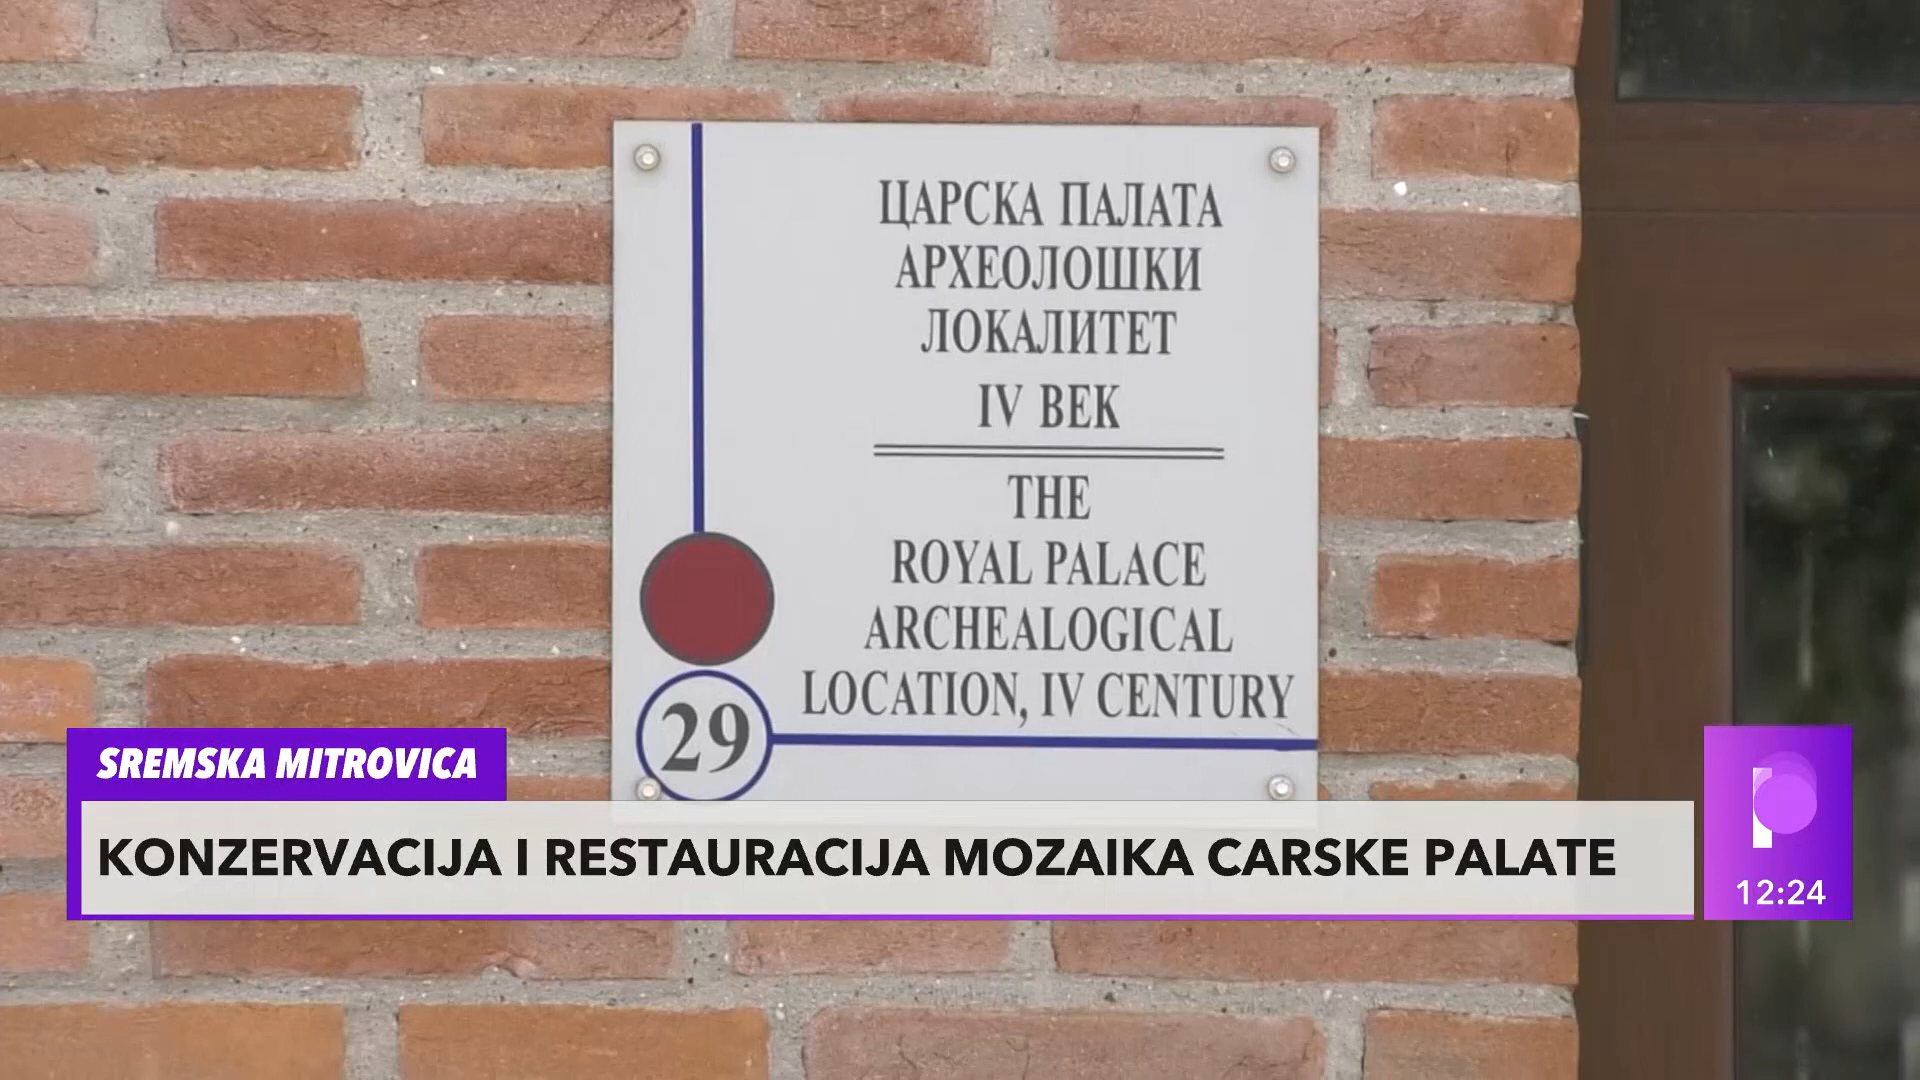 ЦАРСКА ПАЛАТА
АРХЕОЛОШКИ
ЛОКАЛИТЕТ
IV ВЕК
THE
ROYAL PALACE
ARCHEALOGICAL
LOCATION, IV CENTURY
29
SREMSKA MITROVICA
KONZERVACIJA I RESTAURACIJA MOZAIKA CARSKE PALATE
12:24